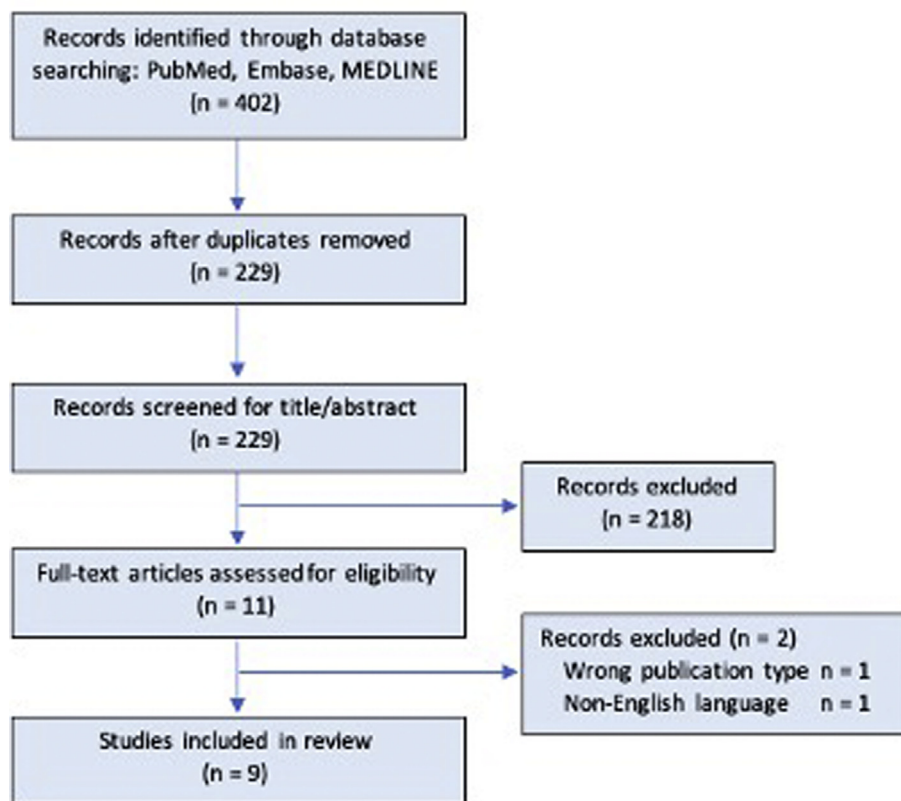 Records identified through database
searching: PubMed, Embase, MEDLINE
(n = 402)
Records after duplicates removed
(n = 229)
Records screened for title/abstract
(n = 229)
Records excluded
(n = 218)
Full-text articles assessed for eligibility
(n = 11)
Records excluded (n = 2)
Wrong publication type n = 1
Non-English language n = 1
Studies included in review
(n = 9)